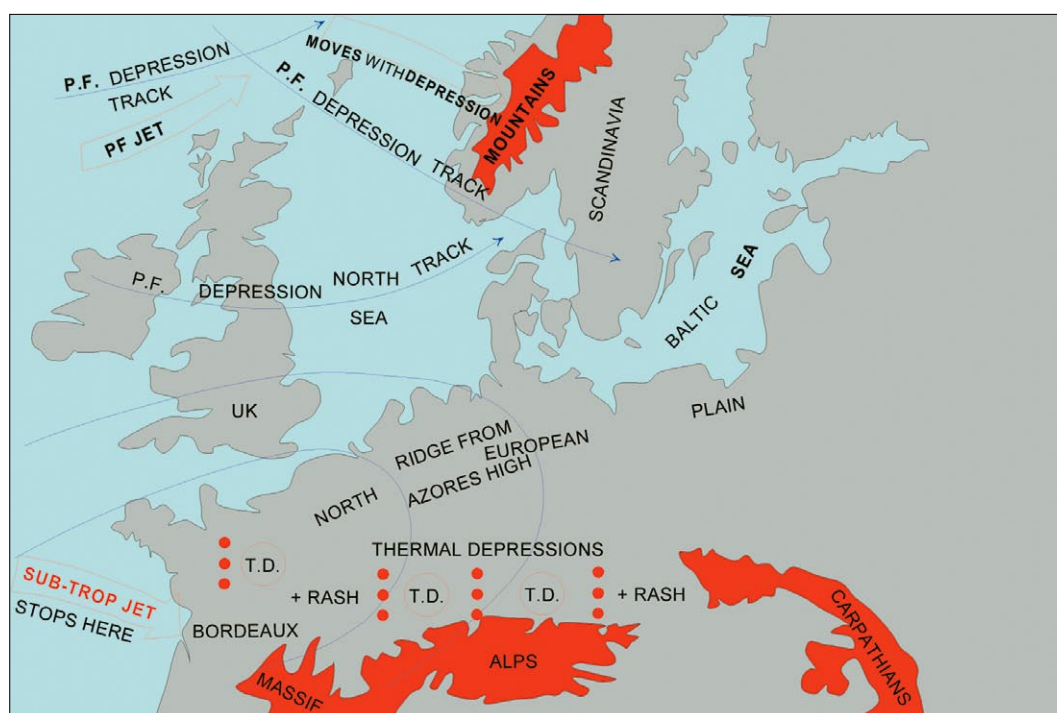 P.F. DEPRESSION
TRACK
PF JET
MOVES WITH DEPRESSION
P.F. DEPRESSION TRACK
MOUNTAINS
SCANDINAVIA
P.F. DEPRESSION NORTH TRACK
SEA
BALTIC SEA
UK
PLAIN
RIDGE FROM EUROPEAN
NORTH AZORES HIGH
THERMAL DEPRESSIONS
T.D.
+ RASH
T.D.
T.D.
+ RASH
SUB-TROP JET
STOPS HERE
BORDEAUX
MASSIF
ALPS
CARPATHIANS